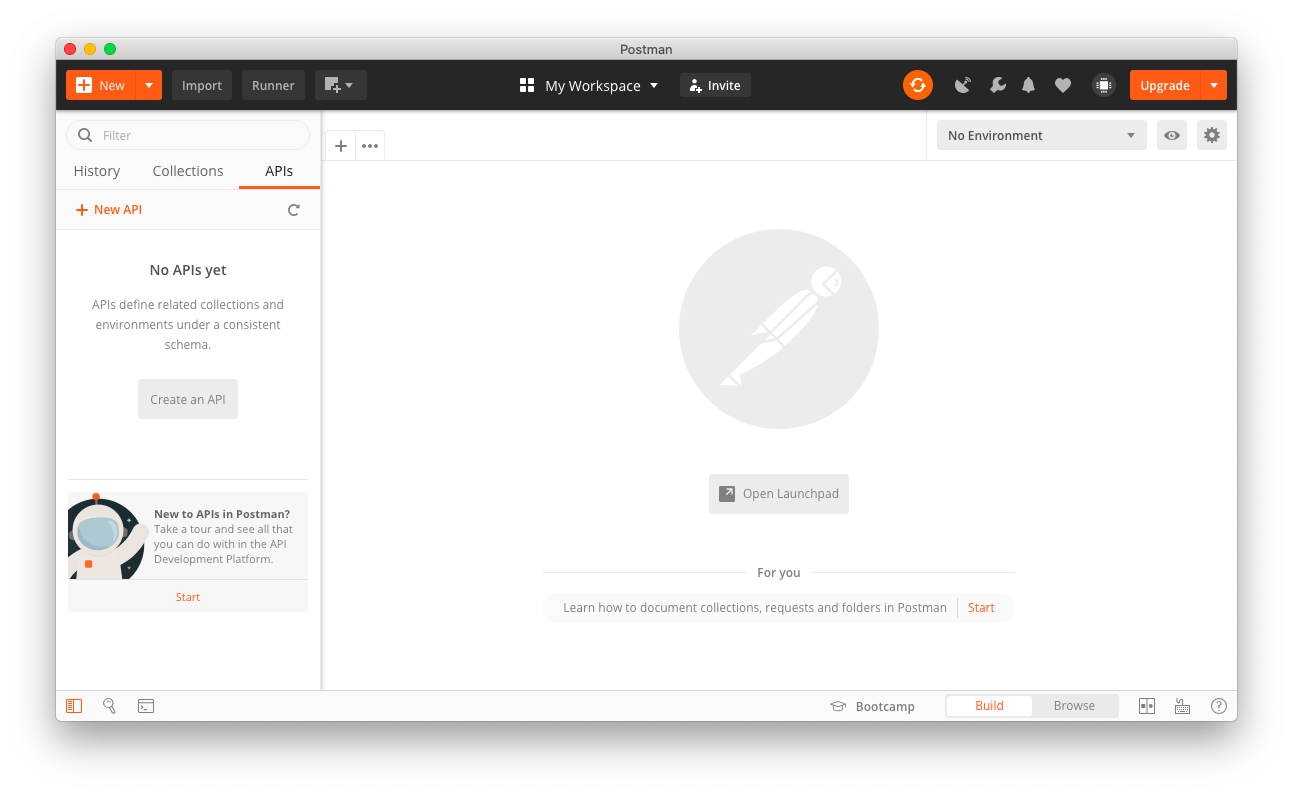 Postman
New
Import
Runner
My Workspace
Invite
Upgrade
Filter
No Environment
History
Collections
APIs
New API
No APIs yet
APIs define related collections and
environments under a consistent
schema.
Create an API
New to APIs in Postman?
Take a tour and see all that
you can do with in the API
Development Platform.
Start
Open Launchpad
For you
Learn how to document collections, requests and folders in Postman
Start
Bootcamp
Build
Browse